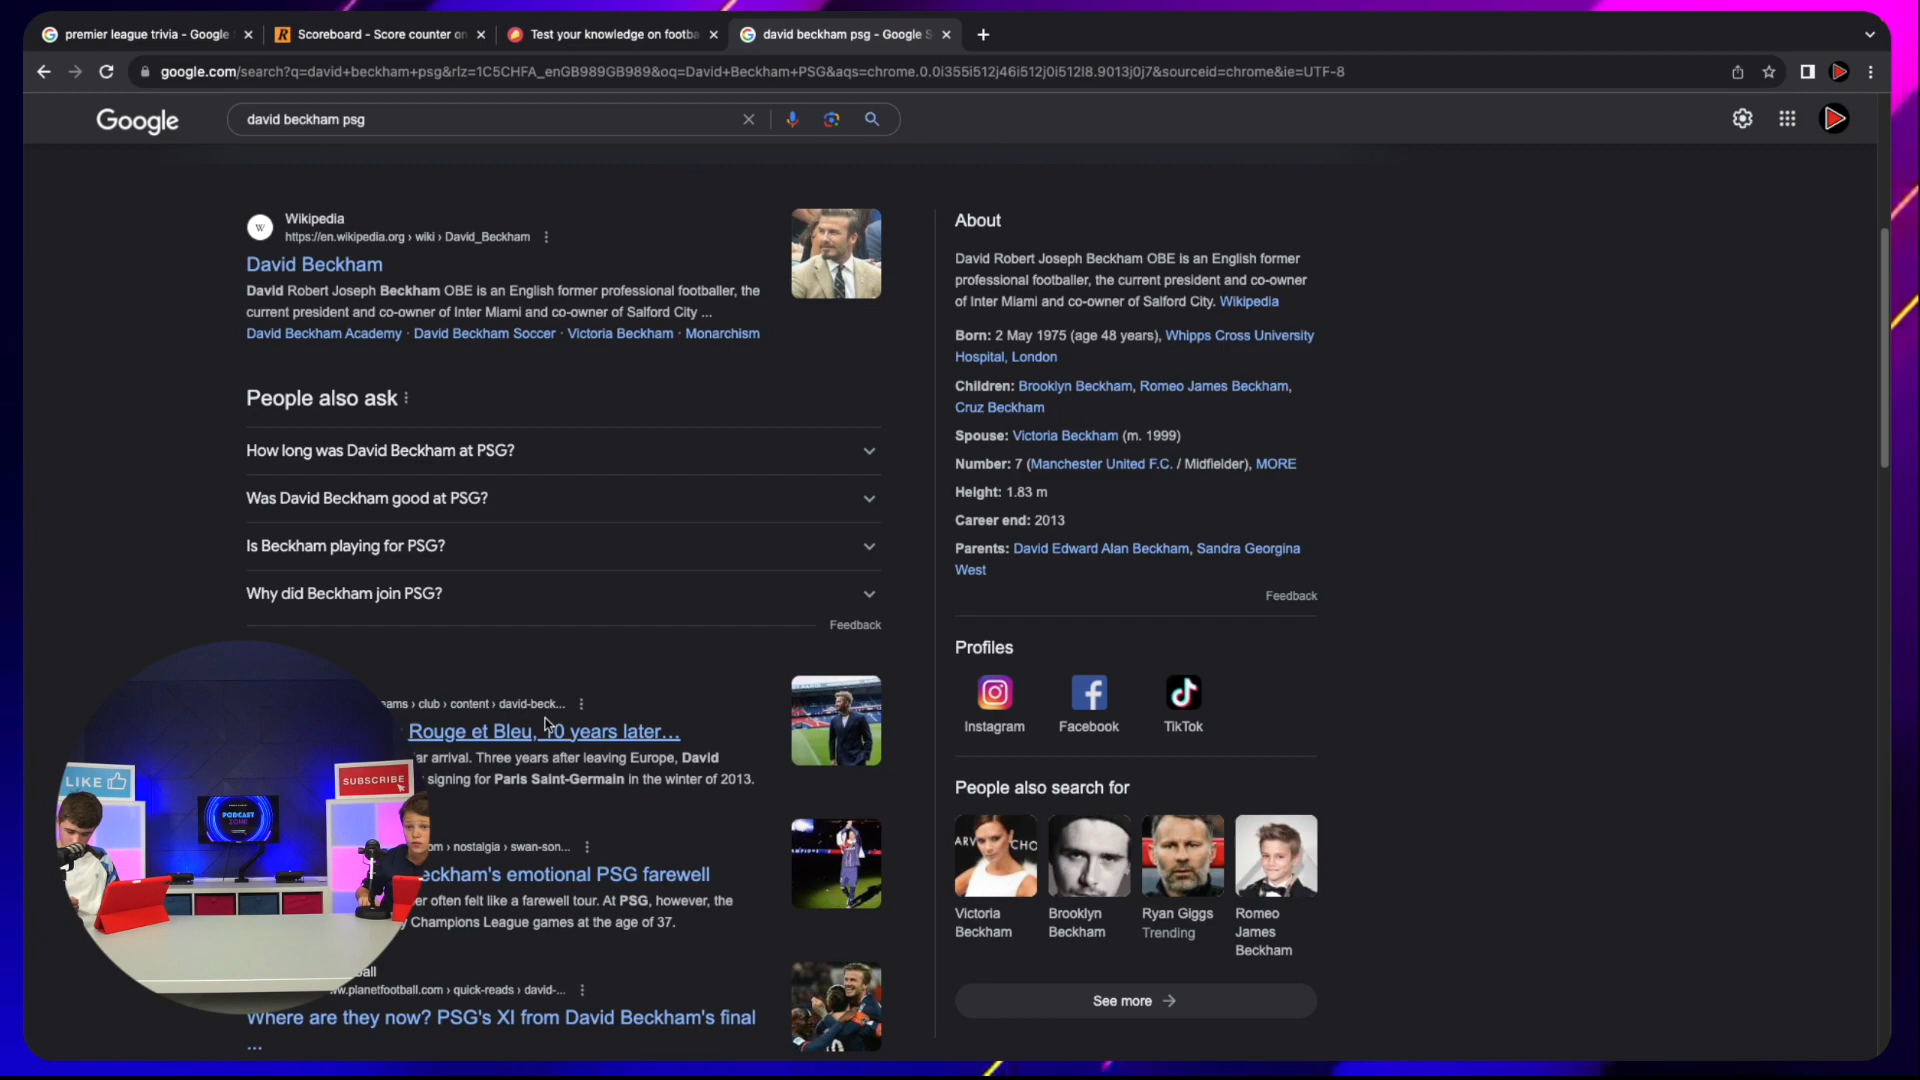 premier league trivia - Google
Scoreboard - Score counter on
Test your knowledge on footba
david beckham psg - Google S
google.com/search?q=david+beckham+psg&rlz=1C5CHFA_enGB989GB989&oq=David+Beckham+PSG&aqs=chrome.0.0i355i512j46i512j0i512l8.9013j0j7&sourceid=chrome&ie=UTF-8
Google
david beckham psg
W
Wikipedia
https://en.wikipedia.org › wiki › David_Beckham
David Beckham
David Robert Joseph Beckham OBE is an English former professional footballer, the
current president and co-owner of Inter Miami and co-owner of Salford City ...
David Beckham Academy · David Beckham Soccer · Victoria Beckham · Monarchism
People also ask
How long was David Beckham at PSG?
Was David Beckham good at PSG?
Is Beckham playing for PSG?
Why did Beckham join PSG?
Feedback
ams › club › content › david-beck...
Rouge et Bleu, 10 years later…
ar arrival. Three years after leaving Europe, David
signing for Paris Saint-Germain in the winter of 2013.
om › nostalgia › swan-son...
eckham's emotional PSG farewell
er often felt like a farewell tour. At PSG, however, the
Champions League games at the age of 37.
all
w.planetfootball.com › quick-reads › david-...
Where are they now? PSG's XI from David Beckham's final
...
LIKE
SUBSCRIBE
PODCAST
ZONE
About
David Robert Joseph Beckham OBE is an English former
professional footballer, the current president and co-owner
of Inter Miami and co-owner of Salford City. Wikipedia
Born: 2 May 1975 (age 48 years), Whipps Cross University
Hospital, London
Children: Brooklyn Beckham, Romeo James Beckham,
Cruz Beckham
Spouse: Victoria Beckham (m. 1999)
Number: 7 (Manchester United F.C. / Midfielder), MORE
Height: 1.83 m
Career end: 2013
Parents: David Edward Alan Beckham, Sandra Georgina
West
Feedback
Profiles
Instagram
Facebook
TikTok
People also search for
Victoria
Beckham
Brooklyn
Beckham
Ryan Giggs
Trending
Romeo
James
Beckham
See more